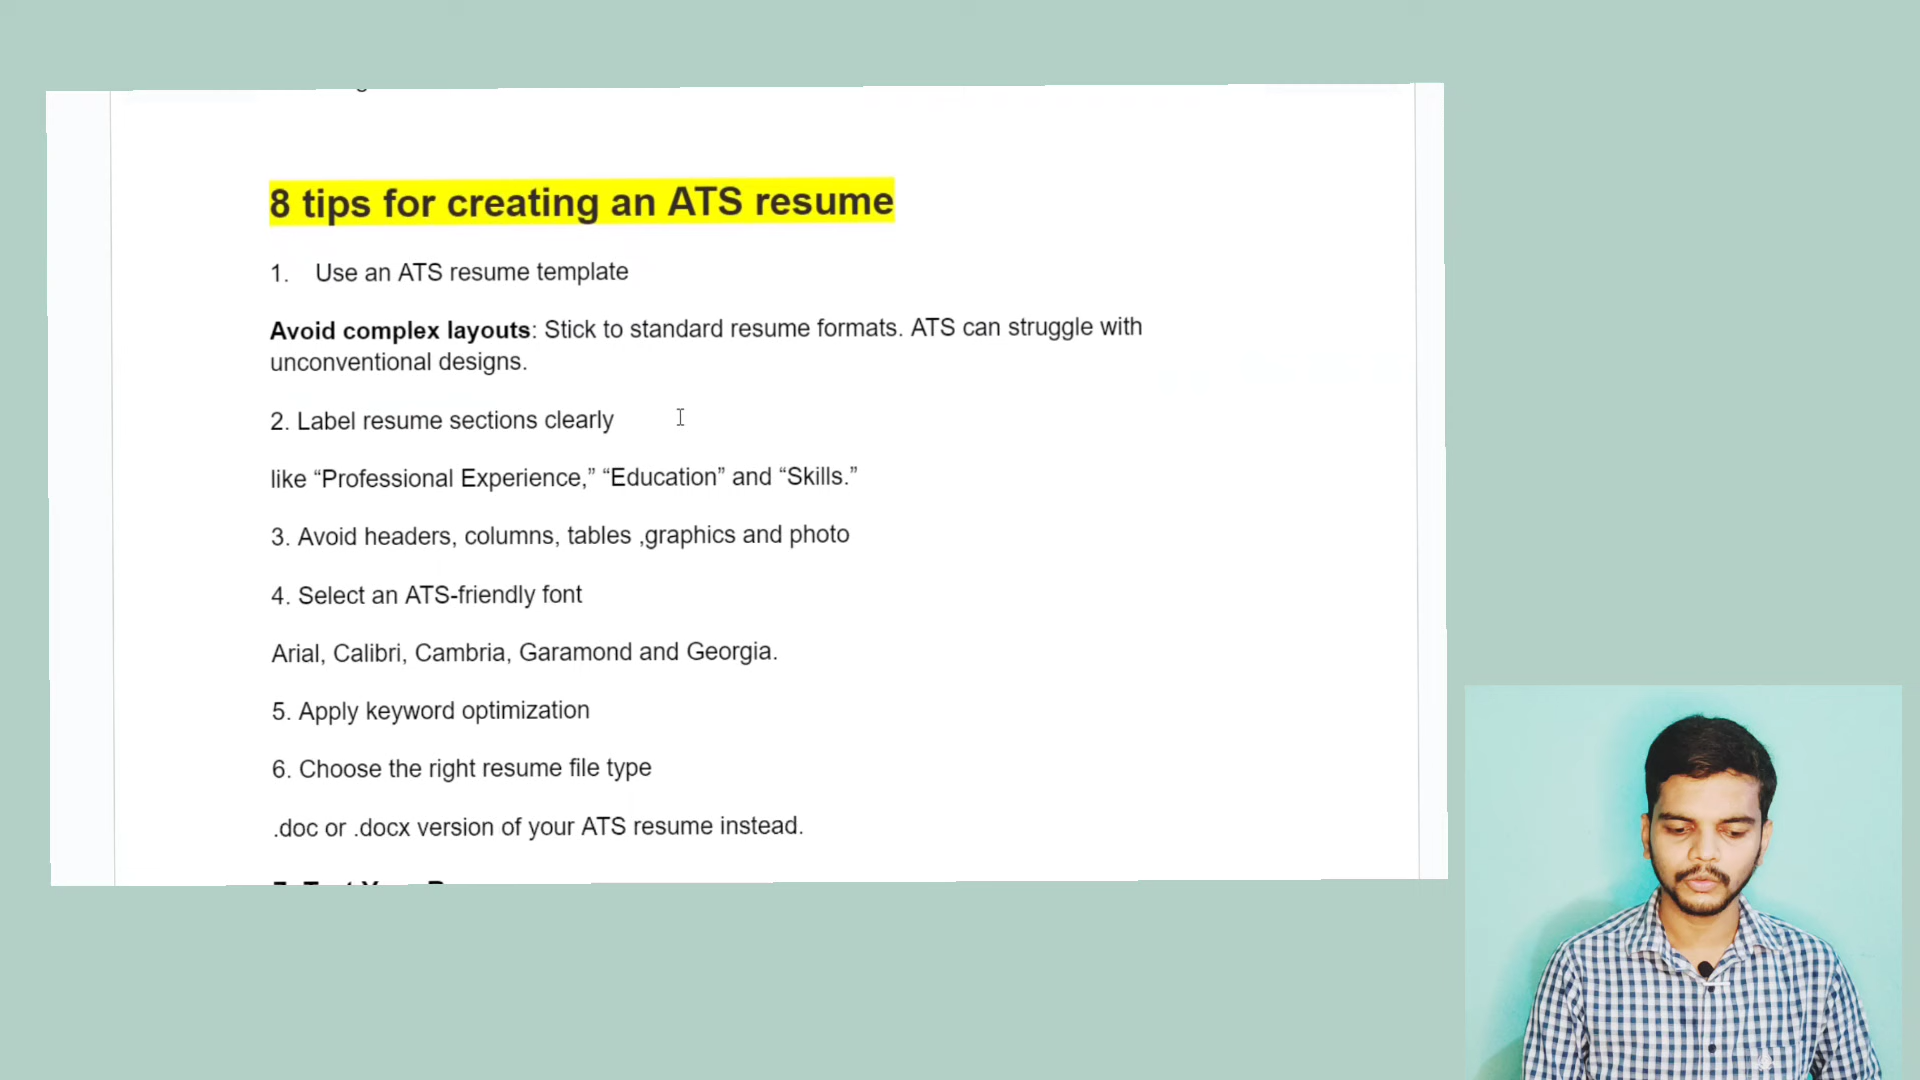 8 tips for creating an ATS resume
1. Use an ATS resume template
Avoid complex layouts: Stick to standard resume formats. ATS can struggle with
unconventional designs.
2. Label resume sections clearly
like “Professional Experience,” “Education” and “Skills.”
3. Avoid headers, columns, tables ,graphics and photo
4. Select an ATS-friendly font
Arial, Calibri, Cambria, Garamond and Georgia.
5. Apply keyword optimization
6. Choose the right resume file type
.doc or .docx version of your ATS resume instead.